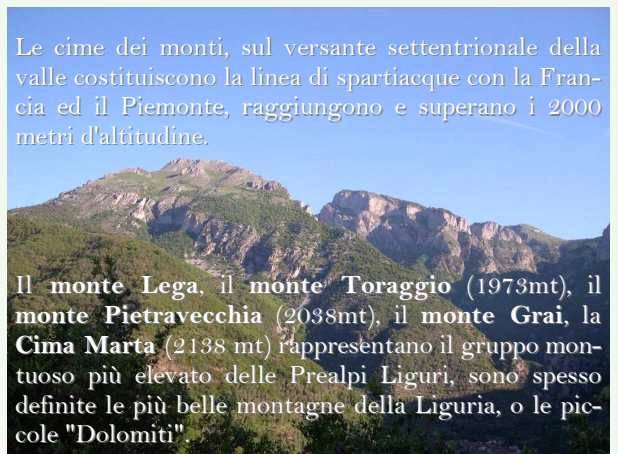 Le cime dei monti, sul versante settentrionale della
valle costituiscono la linea di spartiacque con la Fran-
cia ed il Piemonte, raggiungono e superano i 2000
metri d'altitudine.
Il monte Lega, il monte Toraggio (1973mt), il
monte Pietravecchia (2038mt), il monte Grai, la
Cima Marta (2138 mt) rappresentano il gruppo mon-
tuoso più elevato delle Prealpi Liguri, sono spesso
definite le più belle montagne della Liguria, o le pic-
cole "Dolomiti".